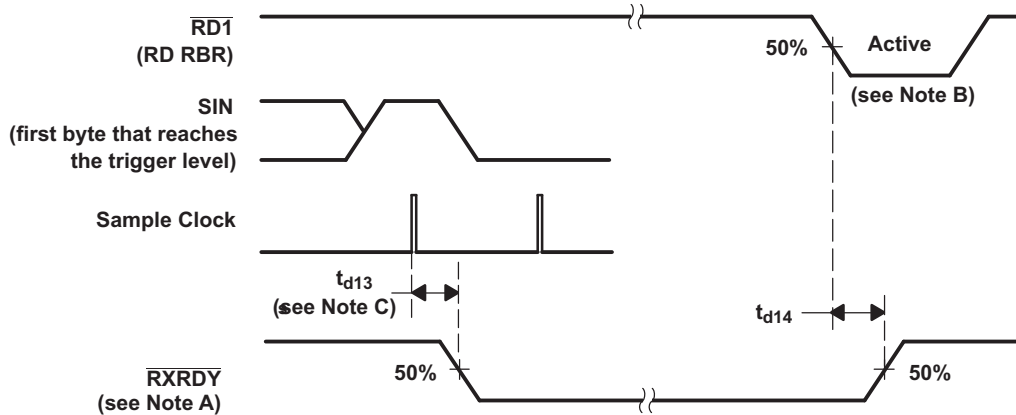 RD1
(RD RBR)
50%
Active
(see Note B)
SIN
(first byte that reaches
the trigger level)
Sample Clock
td13
(see Note C)
td14
RXRDY
(see Note A)
50%
50%